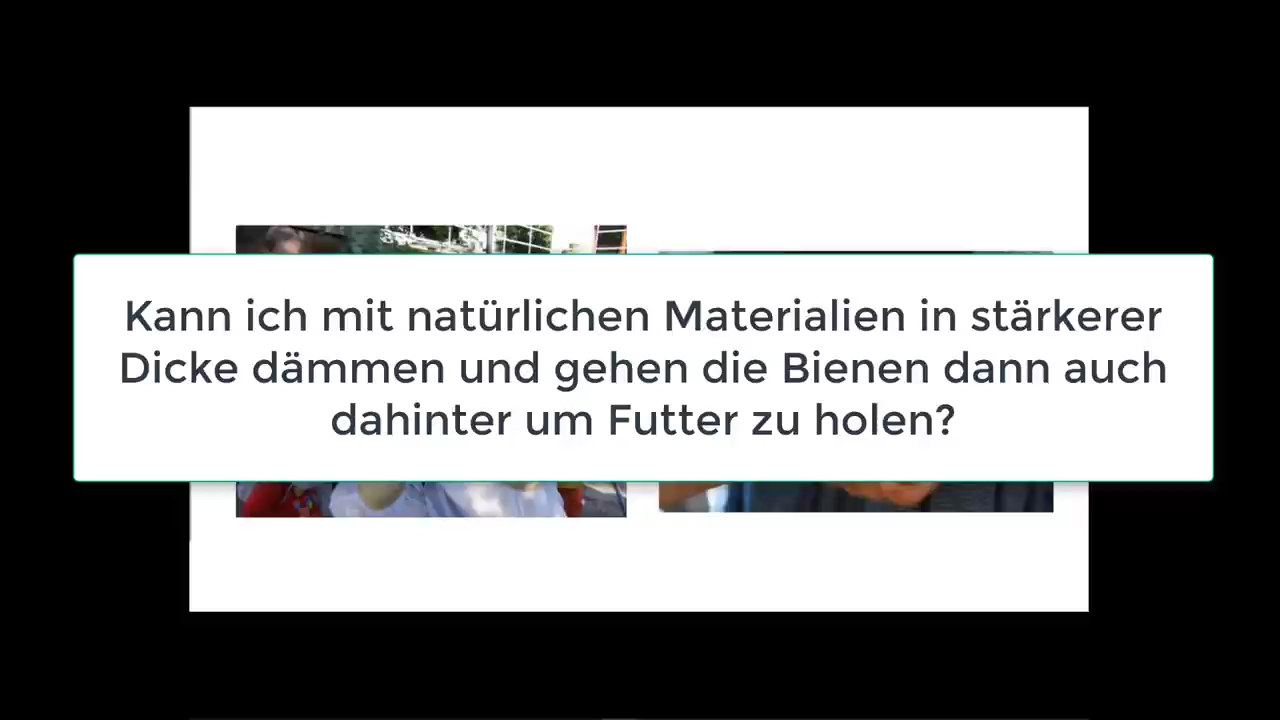 Kann ich mit natürlichen Materialien in stärkerer
Dicke dämmen und gehen die Bienen dann auch
dahinter um Futter zu holen?